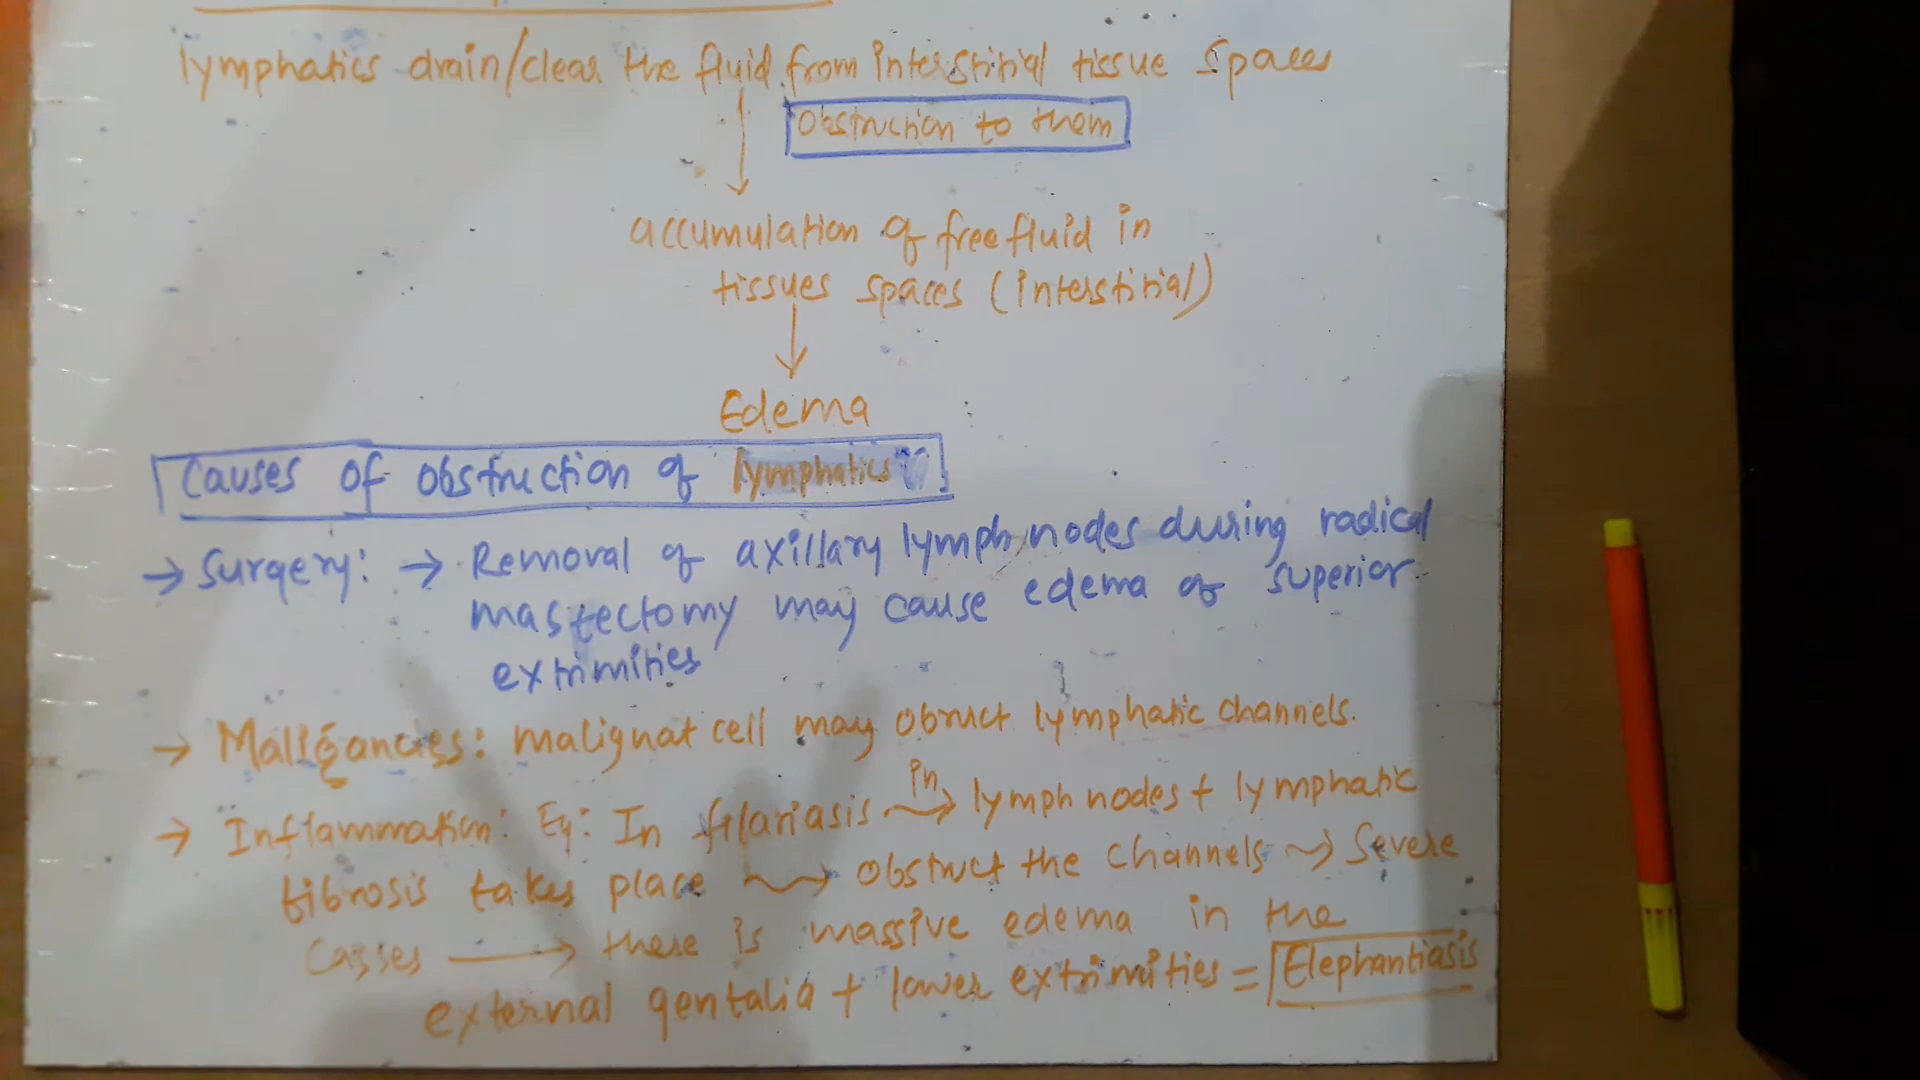 lymphatics drain/clear the fluid from interstitial tissue spaces
Obstruction to them
accumulation of free fluid in
tissues spaces (interstitial)
Edema
Causes of obstruction of lymphatics
→ Surgery: → Removal of axillary lymph nodes during radical
mastectomy may cause edema of superior
extrimities
→ Maligancies: malignat cell may obruct lymphatic channels.
→ Inflammation: Eg: In filariasis in→ lymph nodes + lymphatic
fibrosis takes place → obstruct the channels → Severe
Casses → there is massive edema in the
external gentalia + lower extrimities = Elephantiasis